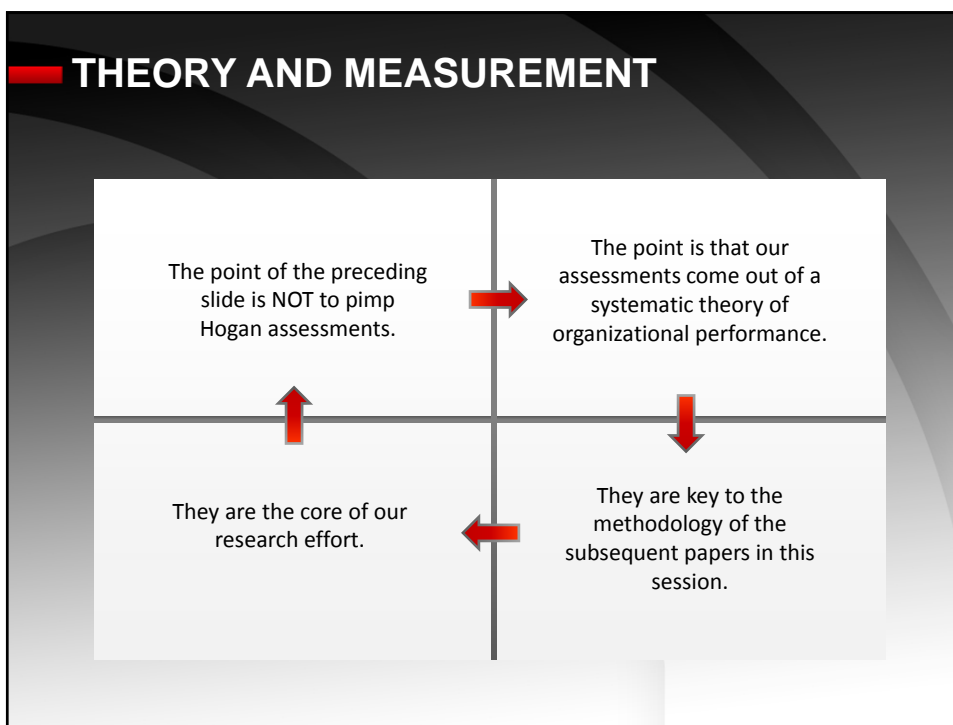 THEORY AND MEASUREMENT
The point of the preceding
slide is NOT to pimp
Hogan assessments.
The point is that our
assessments come out of a
systematic theory of
organizational performance.
They are key to the
methodology of the
subsequent papers in this
session.
They are the core of our
research effort.